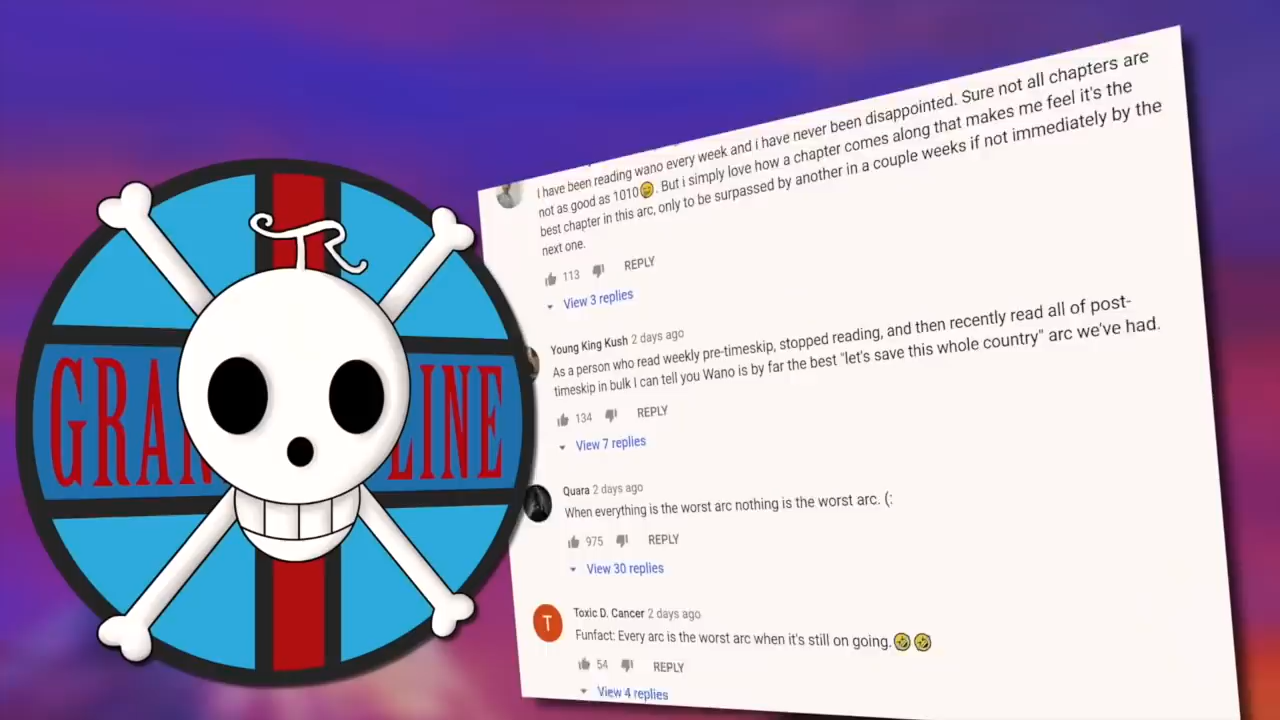 TR
GRAN LINE
I have been reading wano every week and i have never been disappointed. Sure not all chapters are
not as good as 1010😄. But i simply love how a chapter comes along that makes me feel it's the
best chapter in this arc, only to be surpassed by another in a couple weeks if not immediately by the
next one.
113 REPLY
View 3 replies
Young King Kush 2 days ago
As a person who read weekly pre-timeskip, stopped reading, and then recently read all of post-
timeskip in bulk I can tell you Wano is by far the best "let's save this whole country" arc we've had.
134 REPLY
View 7 replies
Quara 2 days ago
When everything is the worst arc nothing is the worst arc. (:
975 REPLY
View 30 replies
T
Toxic D. Cancer 2 days ago
Funfact: Every arc is the worst arc when it's still on going.🤣🤣
54 REPLY
View 4 replies